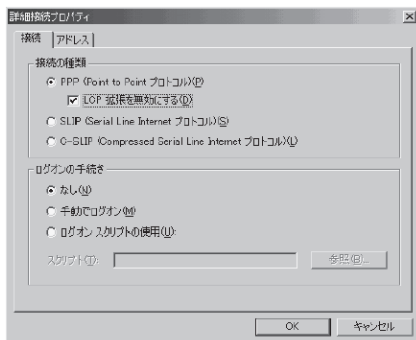 詳細接続プロパティ
接続 アドレス
接続の種類
PPP (Point to Point プロトコル)(P)
LCP 拡張を無効にする(D)
SLIP (Serial Line Internet プロトコル)(S)
C-SLIP (Compressed Serial Line Internet プロトコル)(L)
ログオンの手続き
なし(N)
手動でログオン(M)
ログオン スクリプトの使用(U):
スクリプト(T): 参照(B)...
OK キャンセル